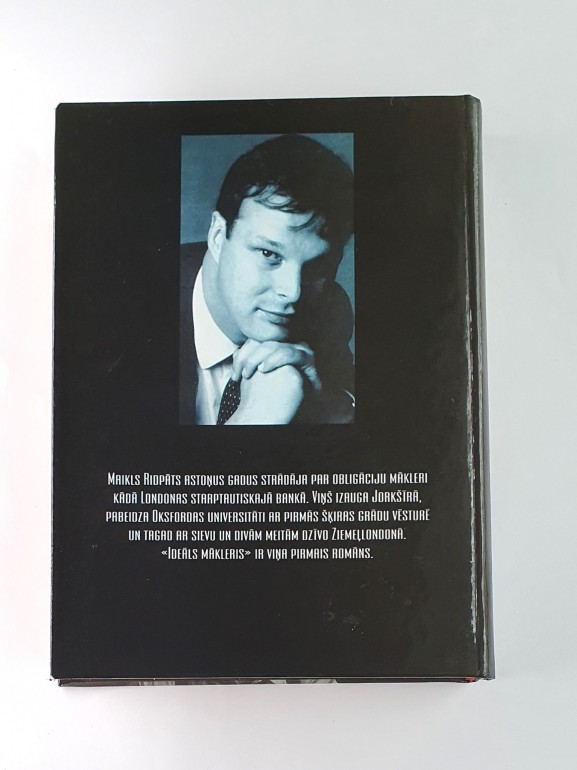 Maikls Ridpāts astoņus gadus strādāja par obligāciju mākleri
kādā Londonas starptautiskajā bankā. Viņš izauga Jorkšīrā,
pabeidza Oksfordas universitāti ar pirmās šķiras grādu vēsturē
un tagad ar sievu un divām meitām dzīvo Ziemeļlondonā.
«Ideāls mākleris» ir viņa pirmais romāns.